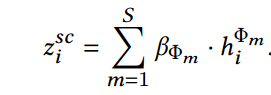 $z_i^{sc} = \sum_{m=1}^{S} \beta_{\Phi_m} \cdot h_i^{\Phi_m}.$